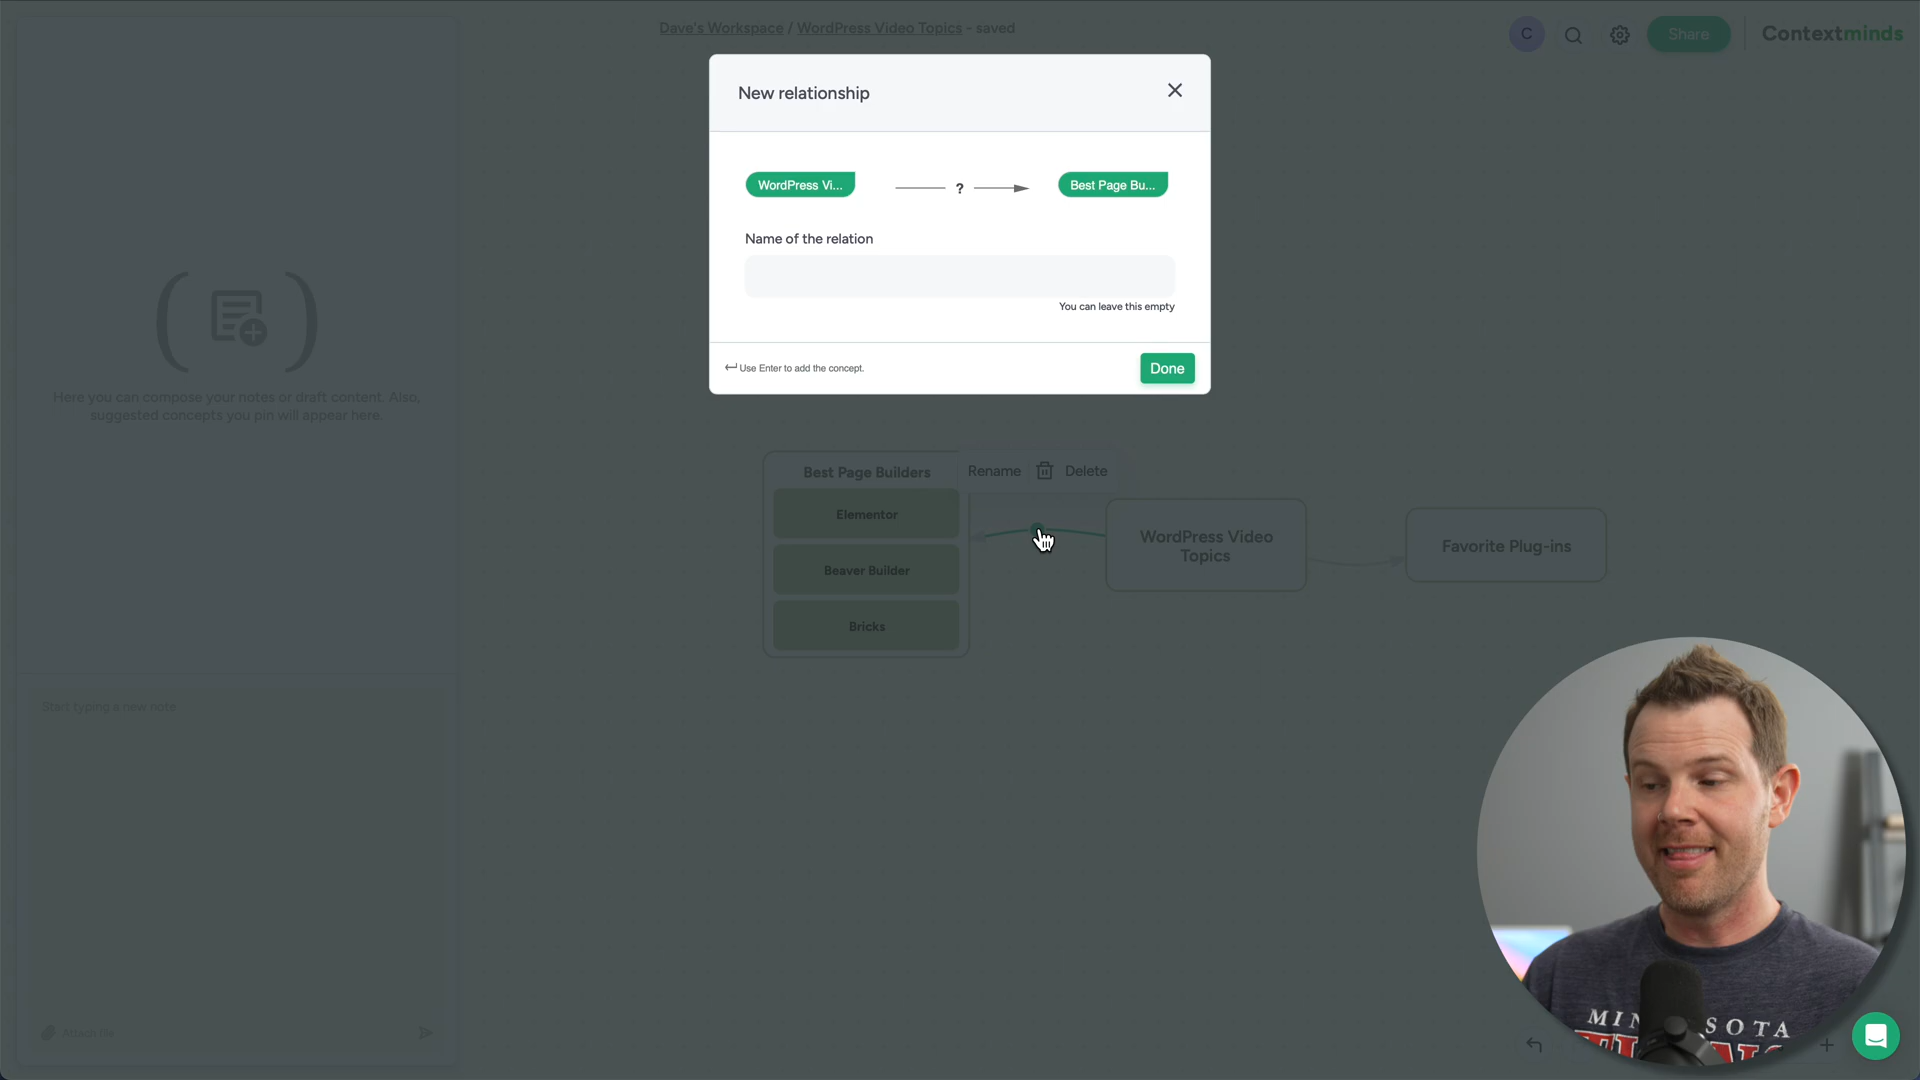 Dave's Workspace / WordPress Video Topics - saved
C
Share
Contextminds
New relationship
WordPress Vi...
?
Best Page Bu...
Name of the relation
You can leave this empty
Use Enter to add the concept.
Done
Here you can compose your notes or draft content. Also,
suggested concepts you pin will appear here.
Best Page Builders
Rename
Delete
Elementor
Beaver Builder
Bricks
WordPress Video
Topics
Favorite Plug-ins
Start typing a new note
Attach file